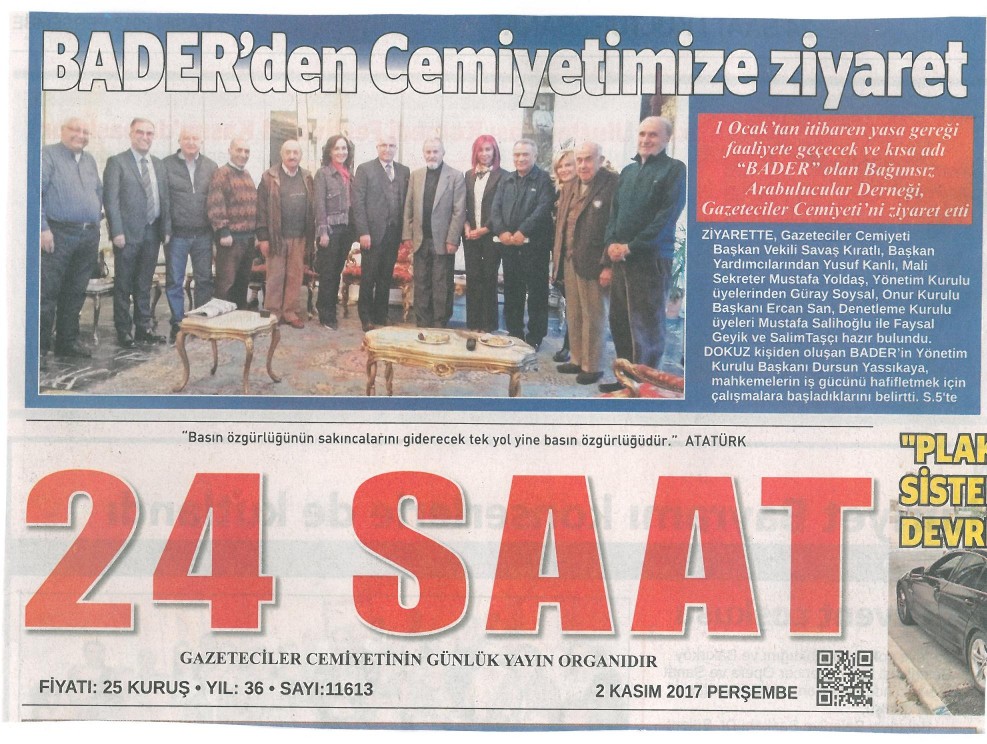 BADER'den Cemiyetimize ziyaret
1 Ocak'tan itibaren yasa gereği
faaliyete geçecek ve kısa adı
“BADER” olan Bağımsız
Arabulucular Derneği,
Gazeteciler Cemiyeti'ni ziyaret etti
ZİYARETTE, Gazeteciler Cemiyeti
Başkan Vekili Savaş Kıratlı, Başkan
Yardımcılarından Yusuf Kanlı, Mali
Sekreter Mustafa Yoldaş, Yönetim Kurulu
üyelerinden Güray Soysal, Onur Kurulu
Başkanı Ercan San, Denetleme Kurulu
üyeleri Mustafa Salihoğlu ile Faysal
Geyik ve SalimTaşçı hazır bulundu.
DOKUZ kişiden oluşan BADER'in Yönetim
Kurulu Başkanı Dursun Yassıkaya,
mahkemelerin iş gücünü hafifletmek için
çalışmalara başladıklarını belirtti. S.5'te
“Basın özgürlüğünün sakıncalarını giderecek tek yol yine basın özgürlüğüdür.” ATATÜRK
24 SAAT
GAZETECİLER CEMİYETİNİN GÜNLÜK YAYIN ORGANIDIR
FİYATI: 25 KURUŞ • YIL: 36 • SAYI:11613
2 KASIM 2017 PERŞEMBE
"PLAK
SİSTE
DEVR